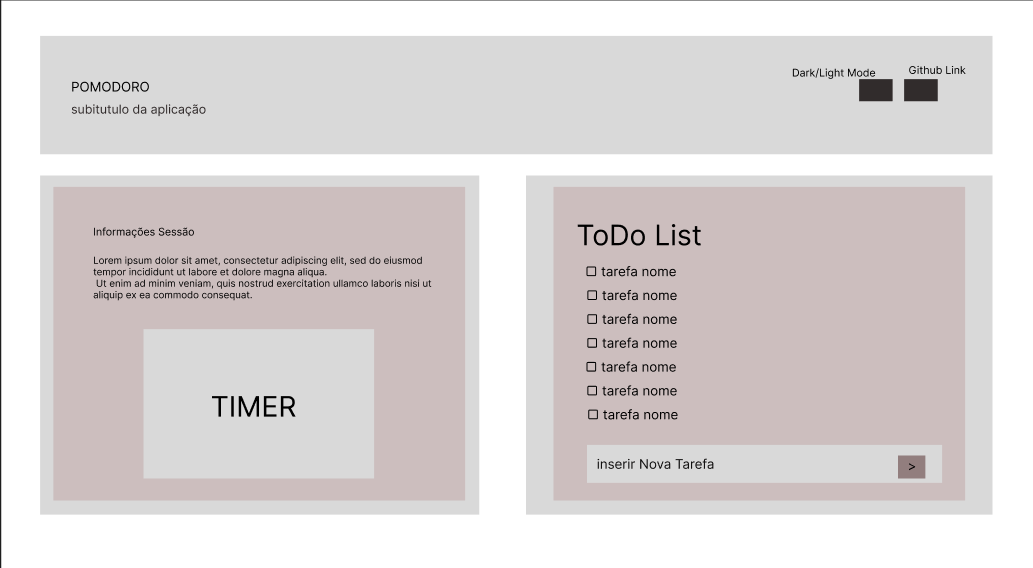 POMODORO
subitutulo da aplicação
Dark/Light Mode
Github Link
Informações Sessão
Lorem ipsum dolor sit amet, consectetur adipiscing elit, sed do eiusmod
tempor incididunt ut labore et dolore magna aliqua.
Ut enim ad minim veniam, quis nostrud exercitation ullamco laboris nisi ut
aliquip ex ea commodo consequat.
TIMER
ToDo List
tarefa nome
tarefa nome
tarefa nome
tarefa nome
tarefa nome
tarefa nome
tarefa nome
inserir Nova Tarefa
>